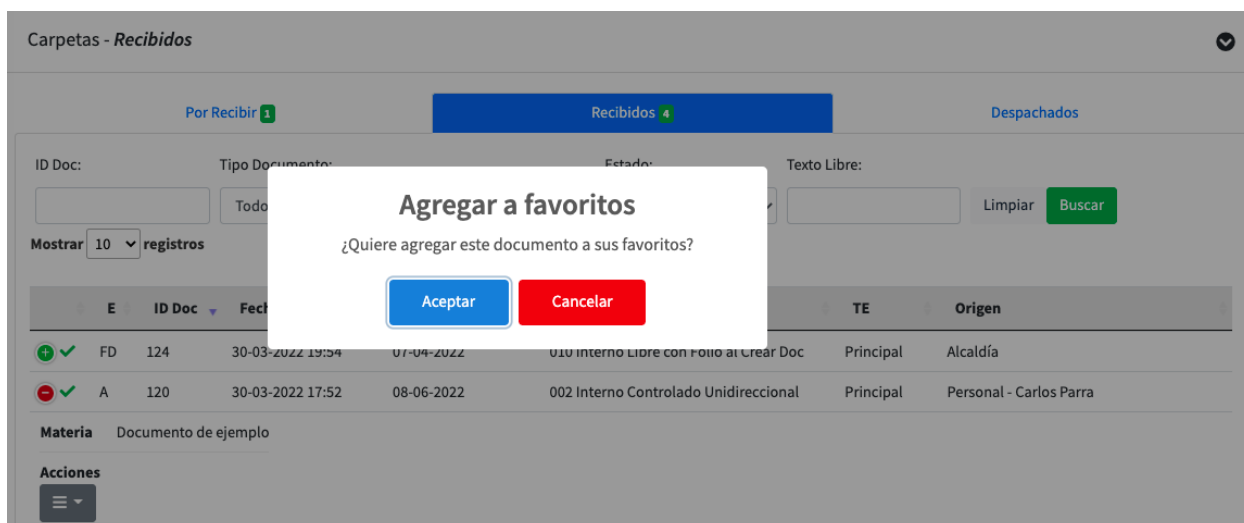 Carpetas - Recibidos
Por Recibir 1
Recibidos 4
Despachados
ID Doc:
Tipo Documento:
Estado:
Texto Libre:
Todo
Limpiar
Buscar
Mostrar 10 registros
Agregar a favoritos
¿Quiere agregar este documento a sus favoritos?
Aceptar
Cancelar
E ID Doc Fech TE Origen
FD 124 30-03-2022 19:54 07-04-2022 010 Interno Libre con Folio al Crear Doc Principal Alcaldía
A 120 30-03-2022 17:52 08-06-2022 002 Interno Controlado Unidireccional Principal Personal - Carlos Parra
Materia Documento de ejemplo
Acciones